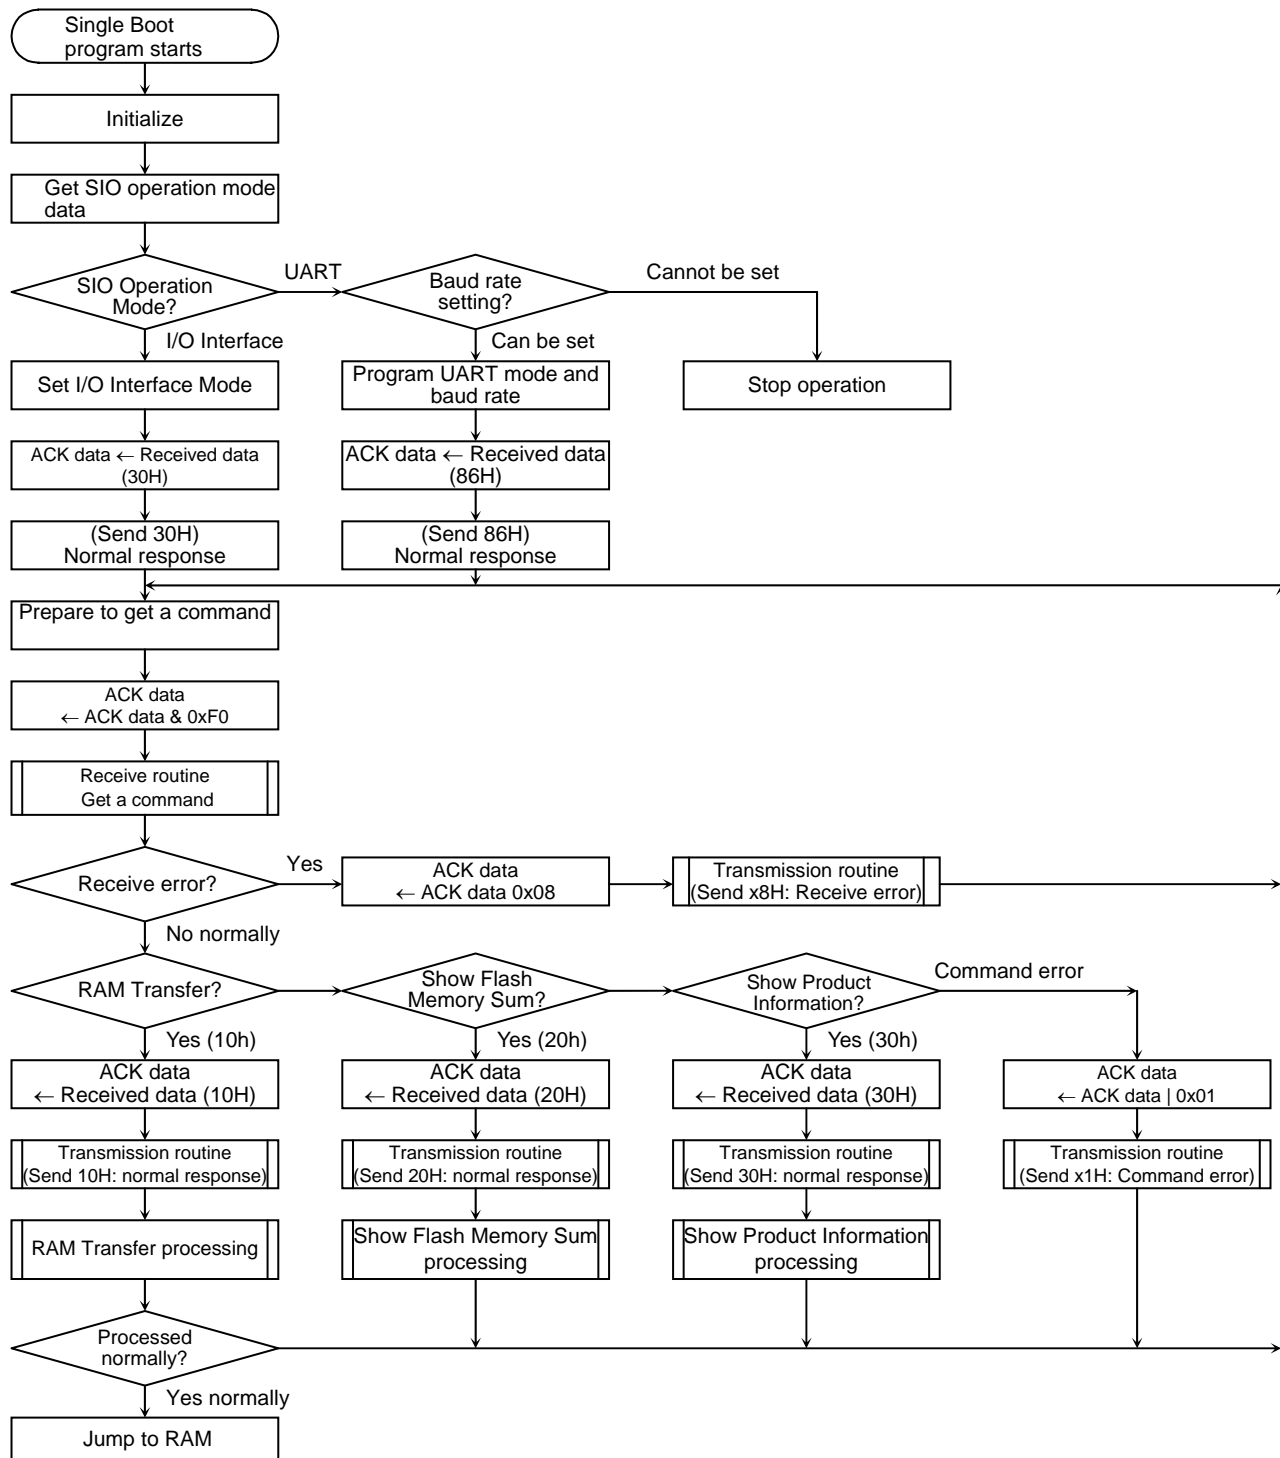 Single Boot
program starts
Initialize
Get SIO operation mode
data
SIO Operation
Mode?
UART
Baud rate
setting?
Cannot be set
I/O Interface
Can be set
Set I/O Interface Mode
Program UART mode and
baud rate
Stop operation
ACK data ← Received data
(30H)
ACK data ← Received data
(86H)
(Send 30H)
Normal response
(Send 86H)
Normal response
Prepare to get a command
ACK data
← ACK data & 0xF0
Receive routine
Get a command
Receive error?
Yes
ACK data
← ACK data 0x08
Transmission routine
(Send x8H: Receive error)
No normally
RAM Transfer?
Show Flash
Memory Sum?
Show Product
Information?
Command error
Yes (10h)
Yes (20h)
Yes (30h)
ACK data
← Received data (10H)
ACK data
← Received data (20H)
ACK data
← Received data (30H)
ACK data
← ACK data | 0x01
Transmission routine
(Send 10H: normal response)
Transmission routine
(Send 20H: normal response)
Transmission routine
(Send 30H: normal response)
Transmission routine
(Send x1H: Command error)
RAM Transfer processing
Show Flash Memory Sum
processing
Show Product Information
processing
Processed
normally?
Yes normally
Jump to RAM